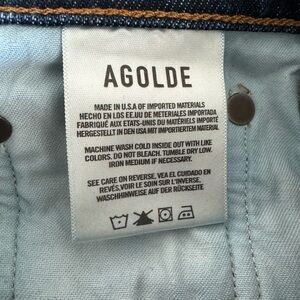 AGOLDE
MADE IN U.S.A OF IMPORTED MATERIALS
HECHO EN LOS EE.UU DE METERIALES IMPORTADO
FABRIQUÉ AUX ETATS-UNIS DU MATÉRIELS IMPORTÉ
HERGESTELLT IN DEN USA MIT IMPORTIERTEM MATERIAL
MACHINE WASH COLD INSIDE OUT WITH LIKE
COLORS. DO NOT BLEACH. TUMBLE DRY LOW.
IRON MEDIUM IF NECESSARY.
SEE CARE ON REVERSE. VEA EL CUIDADO EN
REVÉS. VOIR LE SOIN SUR L'INVERSE.
WASCHHINWEISE AUF DER RÜCKSEITE